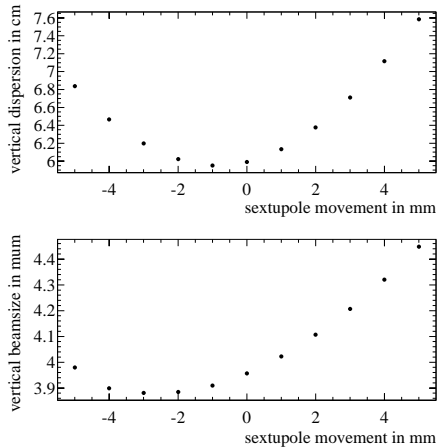 vertical dispersion in cm
7.6
7.4
7.2
7
6.8
6.6
6.4
6.2
6
-4 -2 0 2 4
sextupole movement in mm
vertical beamsize in mum
4.4
4.3
4.2
4.1
4
3.9
-4 -2 0 2 4
sextupole movement in mm